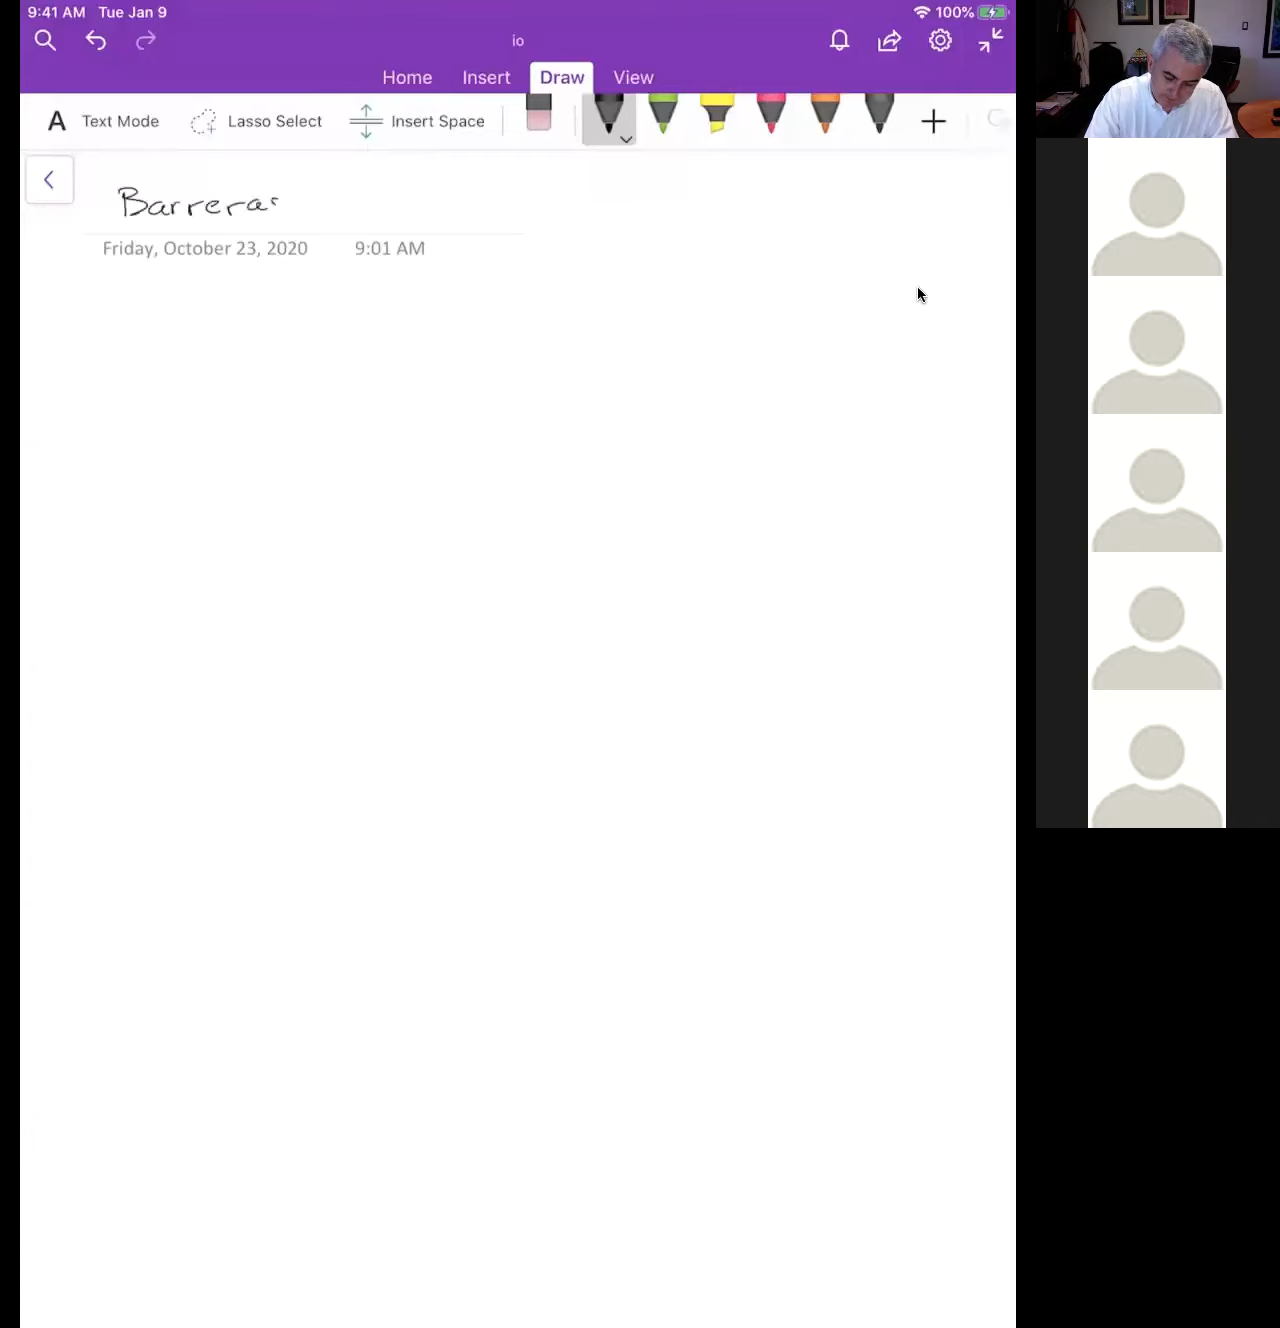 9:41 AM Tue Jan 9 100%
io
Home Insert Draw View
A Text Mode Lasso Select Insert Space
Barreras
Friday, October 23, 2020 9:01 AM